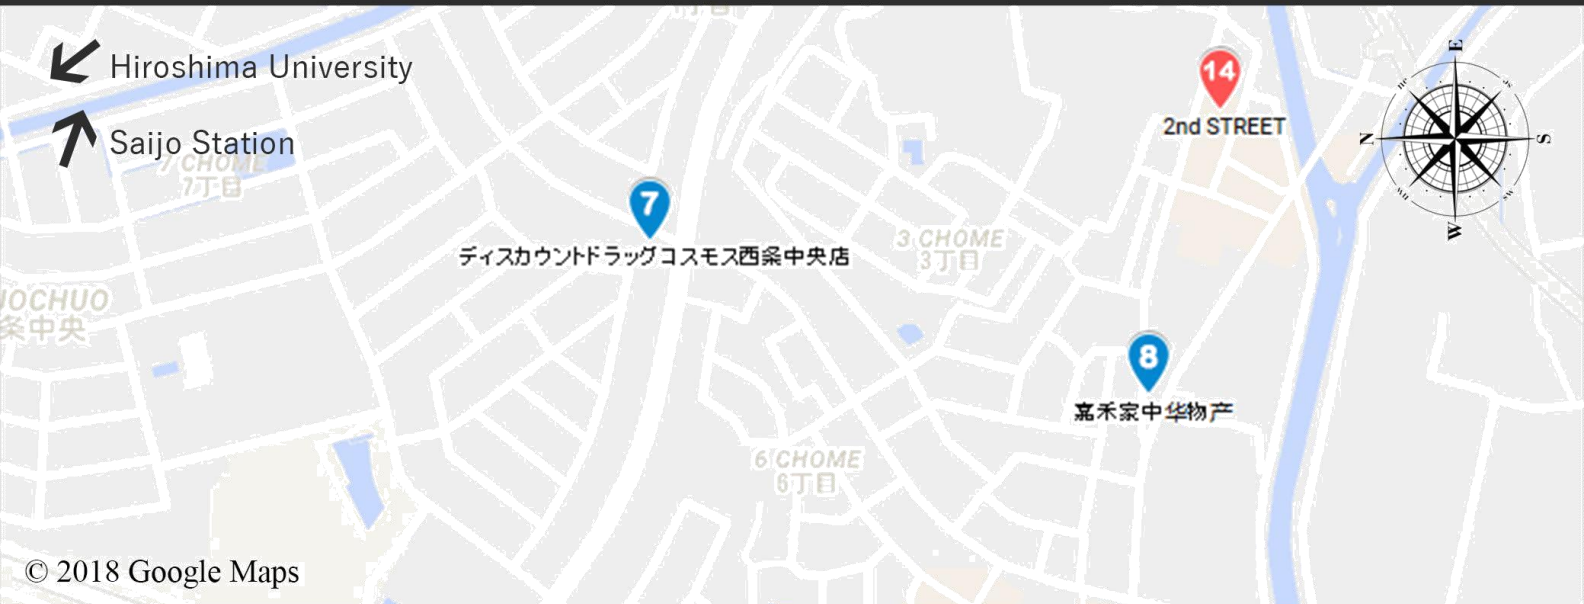 Hiroshima University
Saijo Station
7 CHOME
7丁目
14
2nd STREET
E
N
S
W
7
ディスカウントドラッグコスモス西条中央店
3 CHOME
3丁目
JOCHUO
条中央
8
嘉禾家中华物产
6 CHOME
6丁目
© 2018 Google Maps